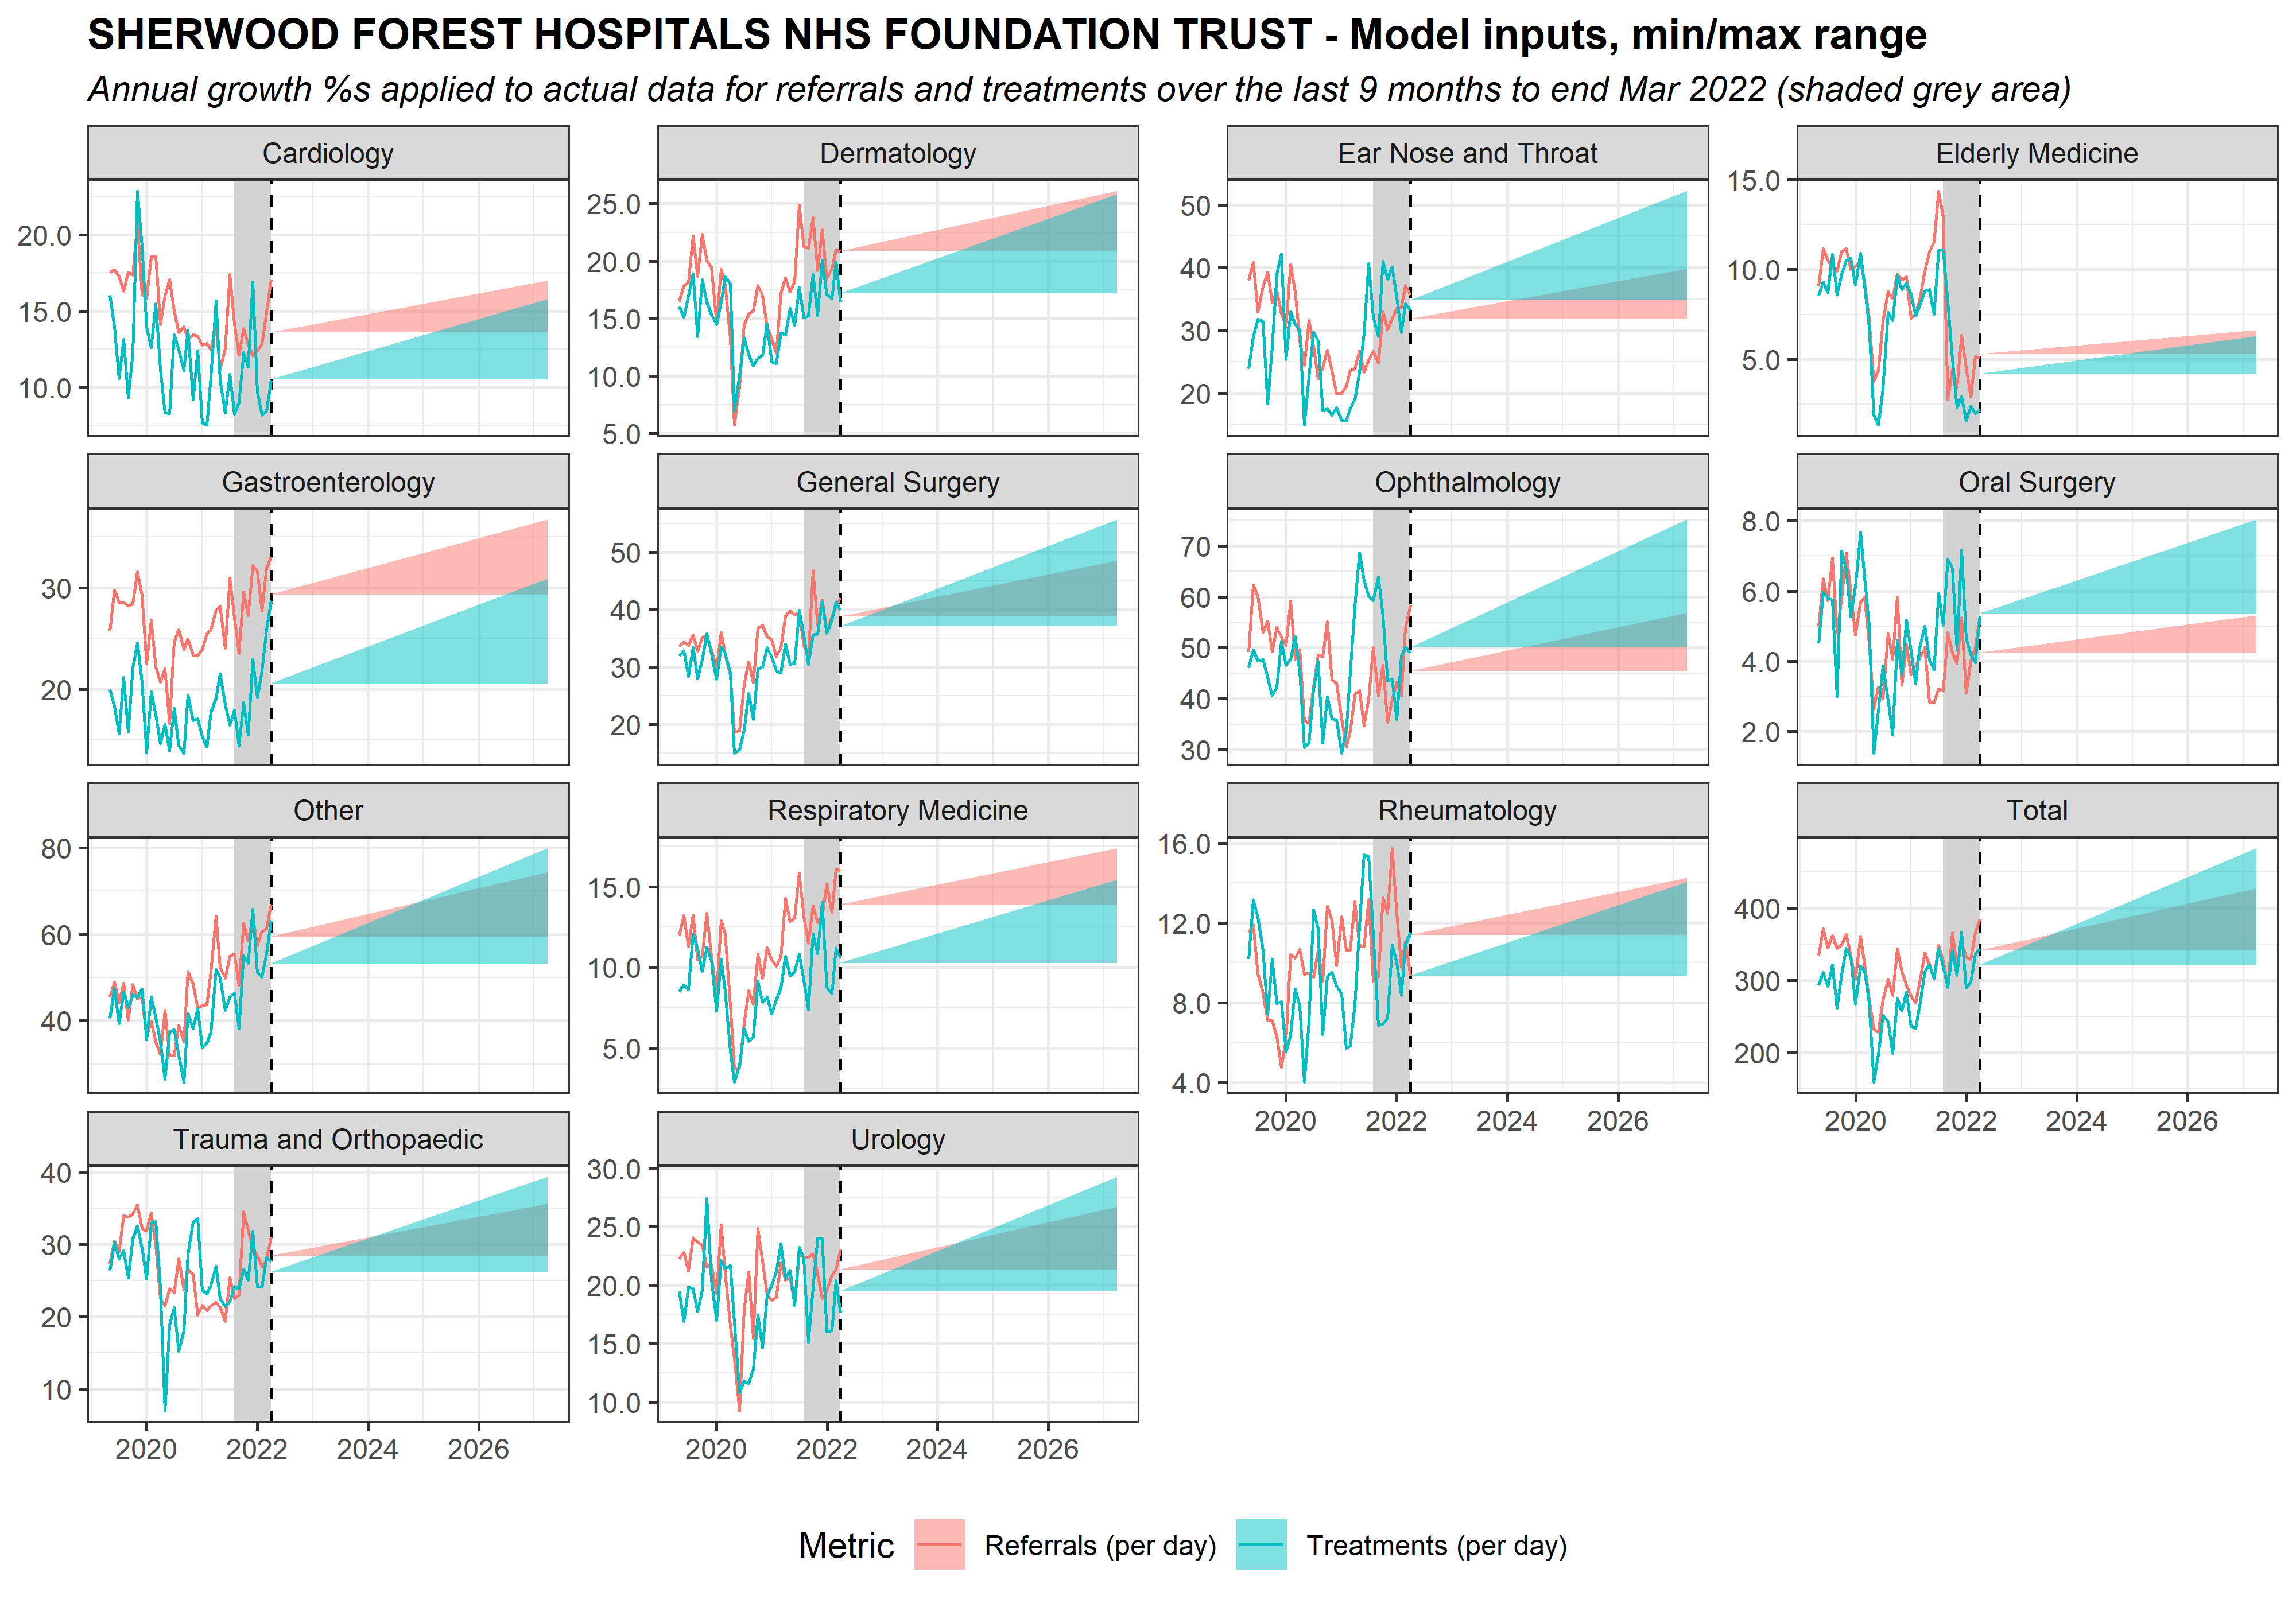 SHERWOOD FOREST HOSPITALS NHS FOUNDATION TRUST - Model inputs, min/max range
Annual growth %s applied to actual data for referrals and treatments over the last 9 months to end Mar 2022 (shaded grey area)
Cardiology
20.0
15.0
10.0
Dermatology
25.0
20.0
15.0
10.0
5.0
Ear Nose and Throat
50
40
30
20
Elderly Medicine
15.0
10.0
5.0
Gastroenterology
30
20
General Surgery
50
40
30
20
Ophthalmology
70
60
50
40
30
Oral Surgery
8.0
6.0
4.0
2.0
Other
80
60
40
Respiratory Medicine
15.0
10.0
5.0
Rheumatology
16.0
12.0
8.0
4.0
2020 2022 2024 2026
Total
400
300
200
2020 2022 2024 2026
Trauma and Orthopaedic
40
30
20
10
2020 2022 2024 2026
Urology
30.0
25.0
20.0
15.0
10.0
2020 2022 2024 2026
Metric Referrals (per day) Treatments (per day)